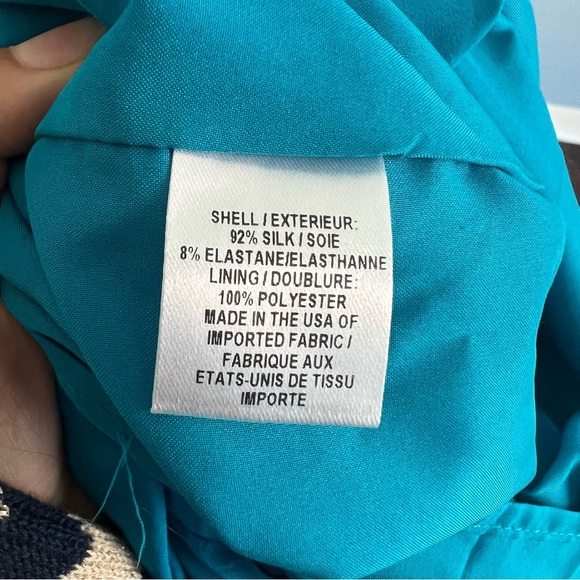 SHELL / EXTERIEUR:
92% SILK / SOIE
8% ELASTANE/ELASTHANNE
LINING / DOUBLURE:
100% POLYESTER
MADE IN THE USA OF
IMPORTED FABRIC /
FABRIQUE AUX
ETATS-UNIS DE TISSU
IMPORTE